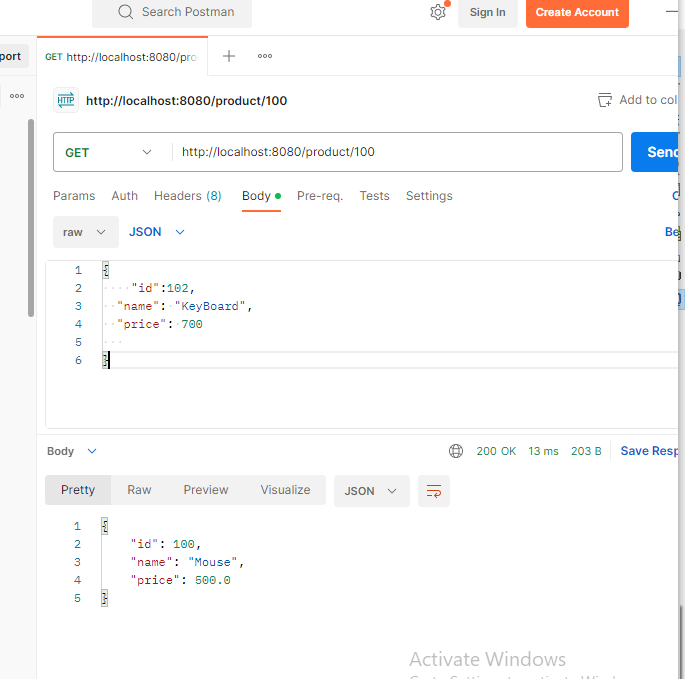 Search Postman
Sign In
Create Account
port
GET http://localhost:8080/pro
HTTP http://localhost:8080/product/100
Add to col
GET http://localhost:8080/product/100
Send
Params Auth Headers (8) Body Pre-req. Tests Settings
raw JSON Be
1 {
2 "id":102,
3 "name": "KeyBoard",
4 "price": 700
5
6 }
Body 200 OK 13 ms 203 B Save Resp
Pretty Raw Preview Visualize JSON
1 {
2 "id": 100,
3 "name": "Mouse",
4 "price": 500.0
5 }
Activate Windows